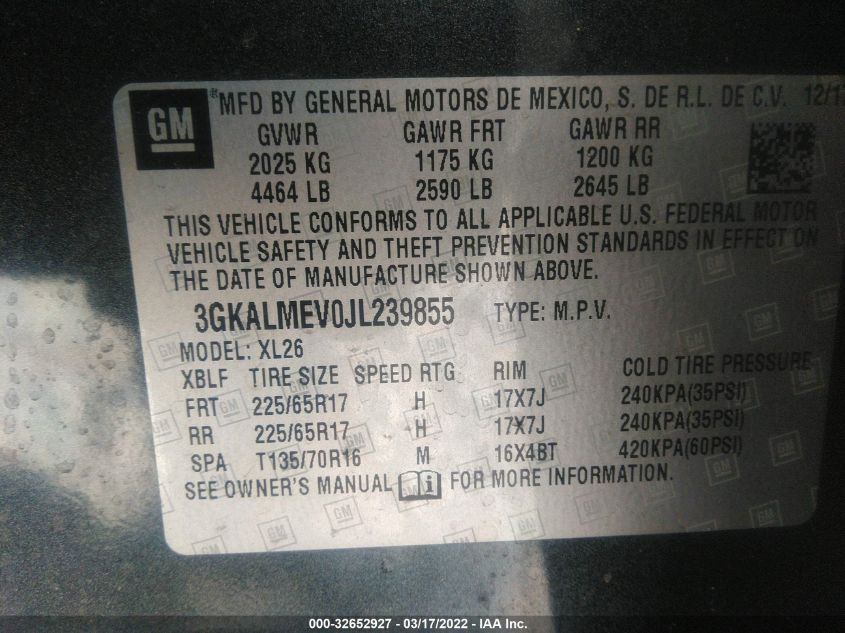 GM ® MFD BY GENERAL MOTORS DE MEXICO, S. DE R.L. DE C.V. 12/1
GVWR GAWR FRT GAWR RR
2025 KG 1175 KG 1200 KG
4464 LB 2590 LB 2645 LB
THIS VEHICLE CONFORMS TO ALL APPLICABLE U.S. FEDERAL MOTOR
VEHICLE SAFETY AND THEFT PREVENTION STANDARDS IN EFFECT ON
THE DATE OF MANUFACTURE SHOWN ABOVE.
3GKALMEV0JL239855 TYPE: M.P.V.
MODEL: XL26
XBLF TIRE SIZE SPEED RTG RIM COLD TIRE PRESSURE
FRT 225/65R17 H 17X7J 240KPA(35PSI)
RR 225/65R17 H 17X7J 240KPA(35PSI)
SPA T135/70R16 M 16X4BT 420KPA(60PSI)
SEE OWNER'S MANUAL i FOR MORE INFORMATION.
000-32652927 - 03/17/2022 - IAA Inc.